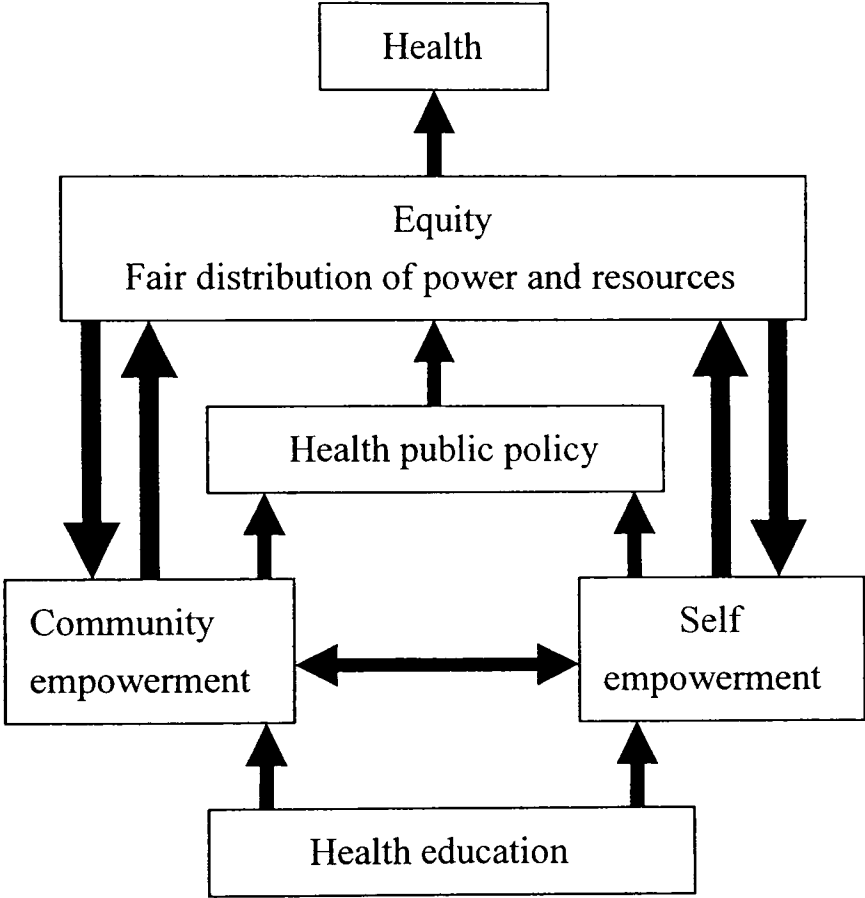 Health
Equity
Fair distribution of power and resources
Health public policy
Community
empowerment
Self
empowerment
Health education